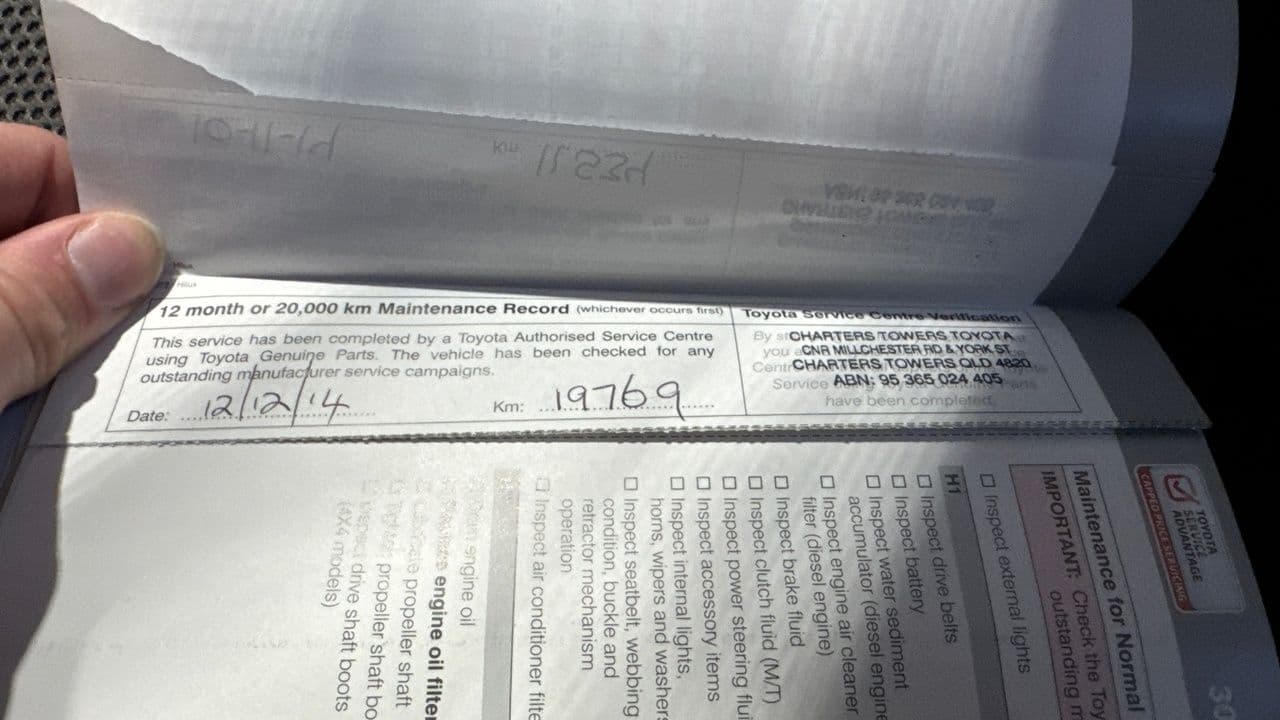 Hilux
12 month or 20,000 km Maintenance Record (whichever occurs first)
This service has been completed by a Toyota Authorised Service Centre
using Toyota Genuine Parts. The vehicle has been checked for any
outstanding manufacturer service campaigns.
Date: 12/12/14
Km: 19769
Toyota Service Centre Verification
CHARTERS TOWERS TOYOTA
CNR MILLCHESTER RD & YORK ST
CHARTERS TOWERS QLD 4820
Service ABN: 95 365 024 405
have been completed.
TOYOTA
SERVICE
ADVANTAGE
CAPPED PRICE SERVICING
Maintenance for Normal
IMPORTANT: Check the Toy
outstanding
☐ Inspect external lights
H1
☐ Inspect drive belts
☐ Inspect battery
☐ Inspect water sediment
accumulator (diesel engine
☐ Inspect engine air cleaner
filter (diesel engine)
☐ Inspect brake fluid
☐ Inspect clutch fluid (M/T)
☐ Inspect power steering flui
☐ Inspect accessory items
☐ Inspect internal lights,
horns, wipers and washers
☐ Inspect seatbelt, webbing
condition, buckle and
retractor mechanism
operation
☐ Inspect air conditioner filte
engine oil
engine oil filter
propeller shaft
propeller shaft bo
drive shaft boots
(4X4 models)